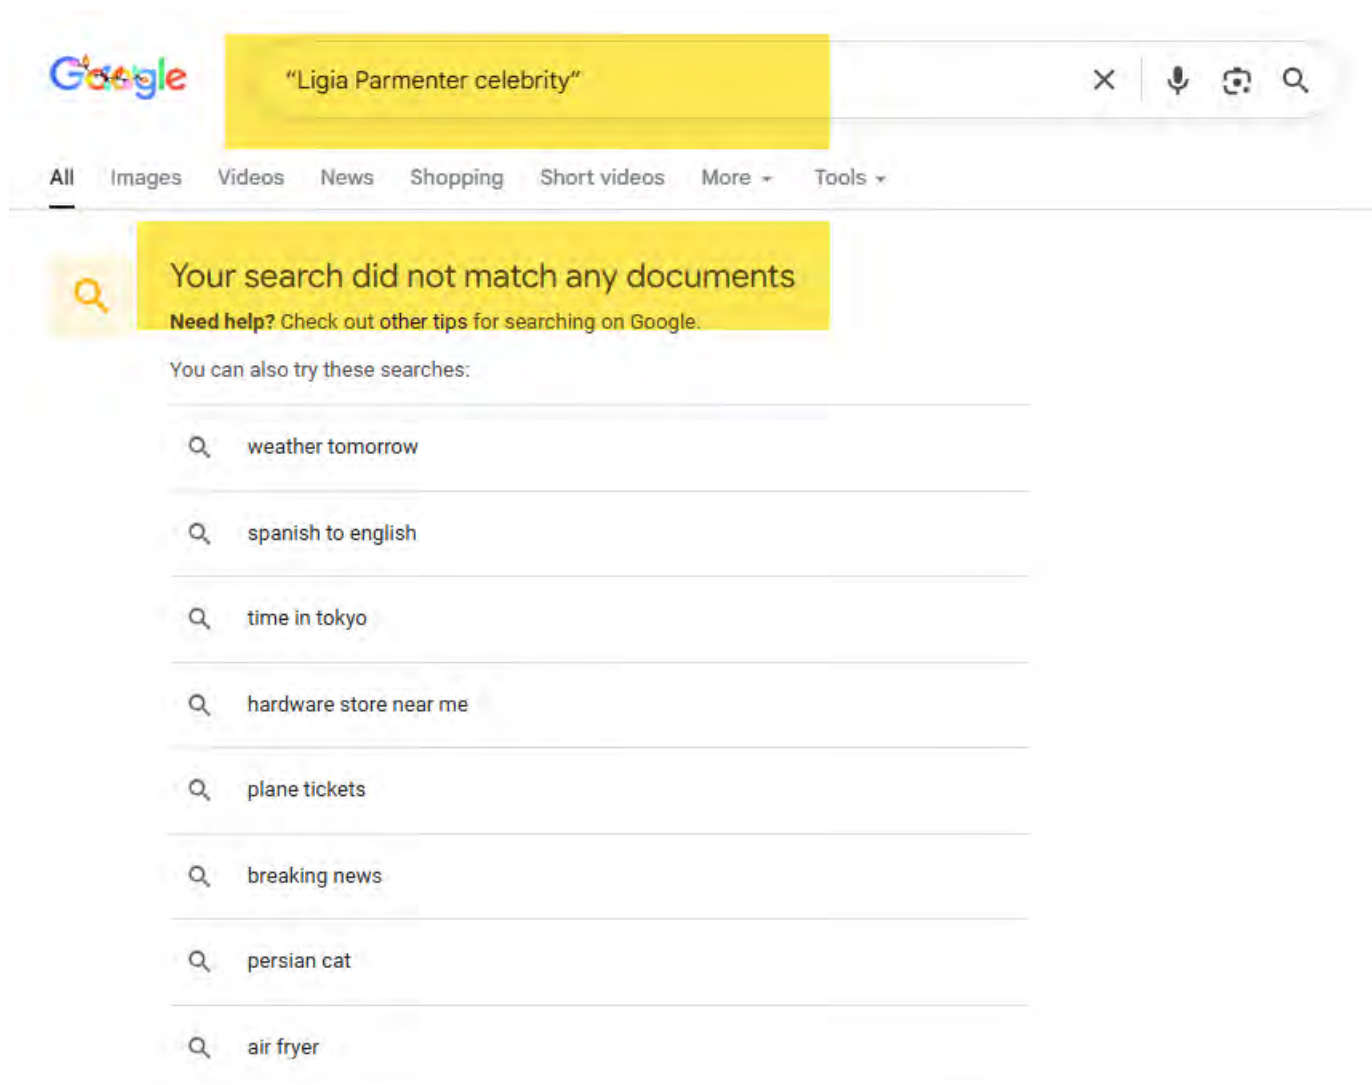 Google
“Ligia Parmenter celebrity”
All Images Videos News Shopping Short videos More Tools
Your search did not match any documents
Need help? Check out other tips for searching on Google.
You can also try these searches:
weather tomorrow
spanish to english
time in tokyo
hardware store near me
plane tickets
breaking news
persian cat
air fryer